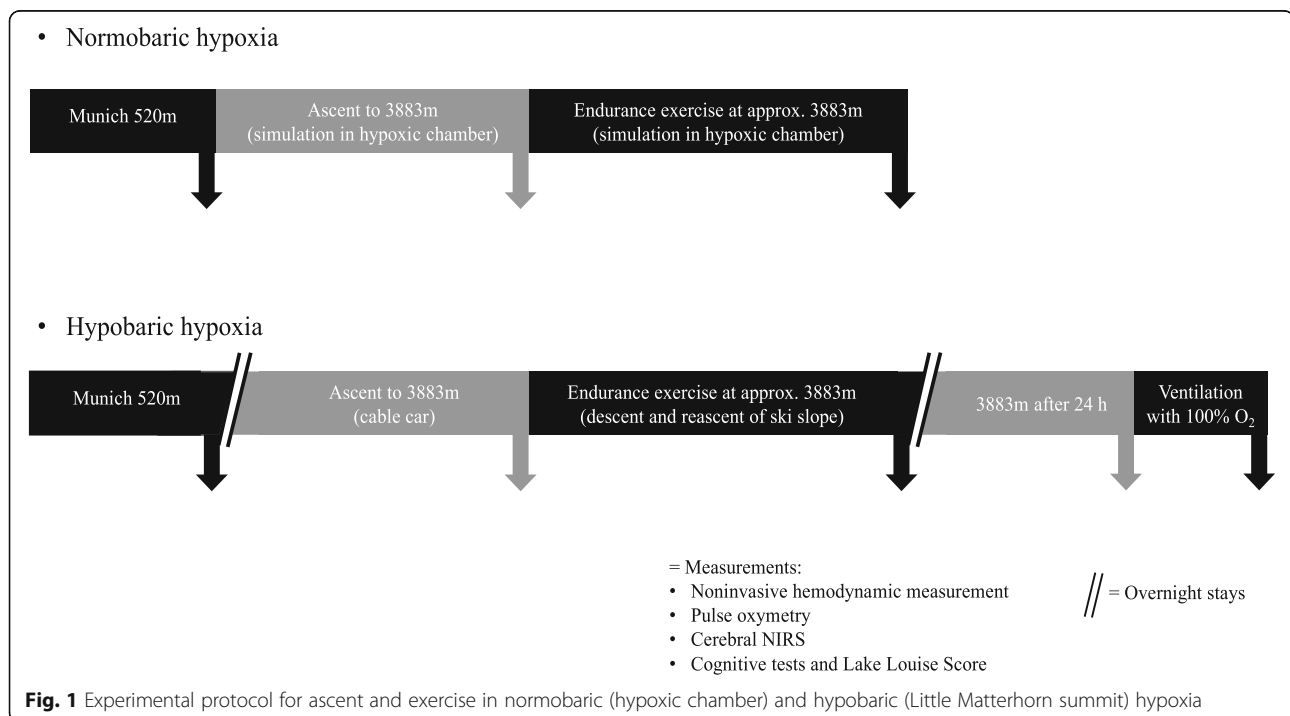 • Normobaric hypoxia
Munich 520m
Ascent to 3883m
(simulation in hypoxic chamber)
Endurance exercise at approx. 3883m
(simulation in hypoxic chamber)
• Hypobaric hypoxia
Munich 520m
Ascent to 3883m
(cable car)
Endurance exercise at approx. 3883m
(descent and reascent of ski slope)
3883m after 24 h
Ventilation
with 100% O₂
= Measurements:
• Noninvasive hemodynamic measurement
• Pulse oxymetry
• Cerebral NIRS
• Cognitive tests and Lake Louise Score
// = Overnight stays
Fig. 1 Experimental protocol for ascent and exercise in normobaric (hypoxic chamber) and hypobaric (Little Matterhorn summit) hypoxia